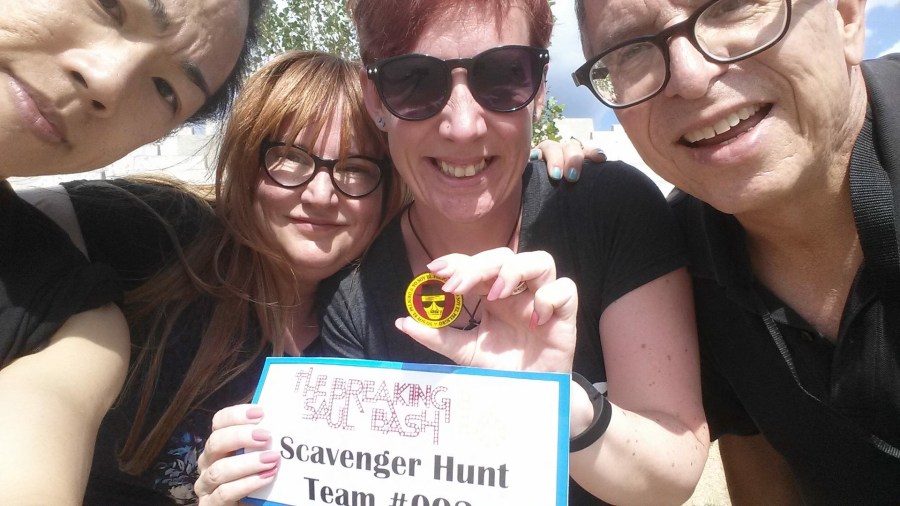 THE BREAKING
SAUL BASH
Scavenger Hunt
Team